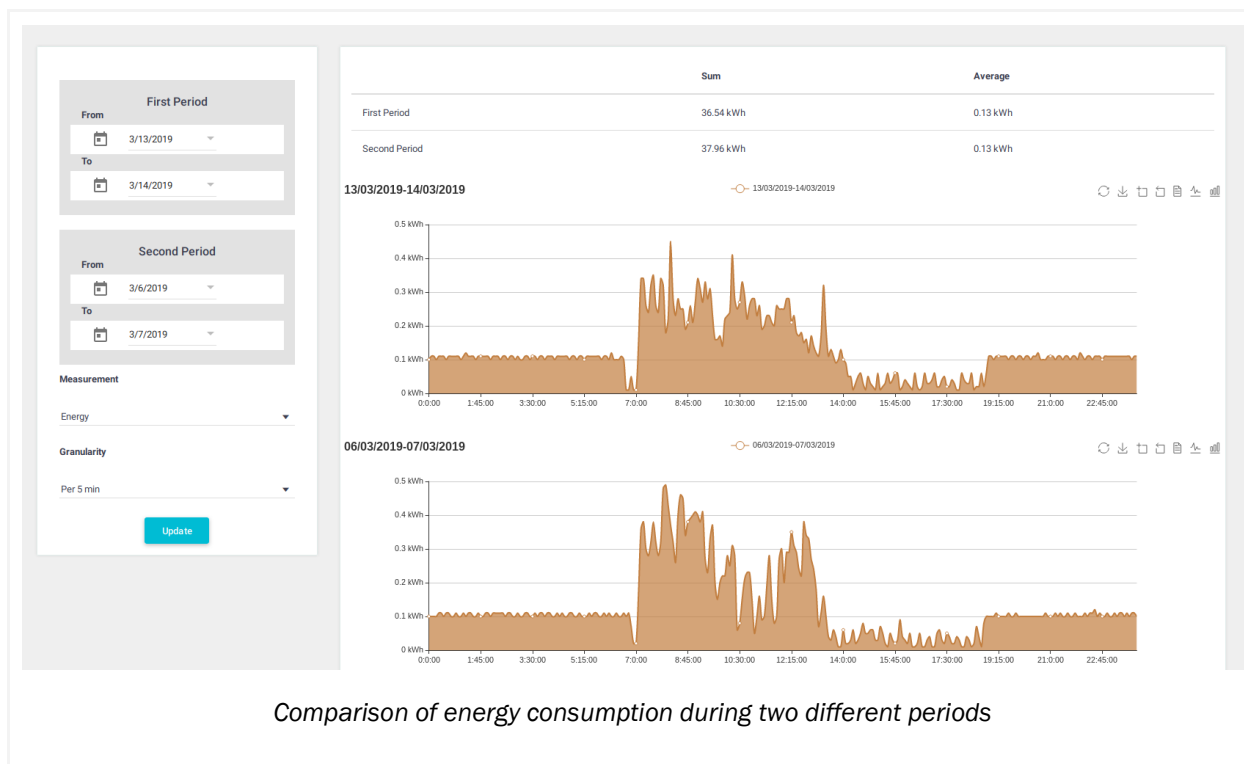 First Period
From
3/13/2019
To
3/14/2019
Second Period
From
3/6/2019
To
3/7/2019
Measurement
Energy
Granularity
Per 5 min
Update
Sum Average
First Period 36.54 kWh 0.13 kWh
Second Period 37.96 kWh 0.13 kWh
13/03/2019-14/03/2019 13/03/2019-14/03/2019
0.5 kWh
0.4 kWh
0.3 kWh
0.2 kWh
0.1 kWh
0 kWh
0:0:00 1:45:00 3:30:00 5:15:00 7:0:00 8:45:00 10:30:00 12:15:00 14:0:00 15:45:00 17:30:00 19:15:00 21:0:00 22:45:00
06/03/2019-07/03/2019 06/03/2019-07/03/2019
0.5 kWh
0.4 kWh
0.3 kWh
0.2 kWh
0.1 kWh
0 kWh
0:0:00 1:45:00 3:30:00 5:15:00 7:0:00 8:45:00 10:30:00 12:15:00 14:0:00 15:45:00 17:30:00 19:15:00 21:0:00 22:45:00
Comparison of energy consumption during two different periods